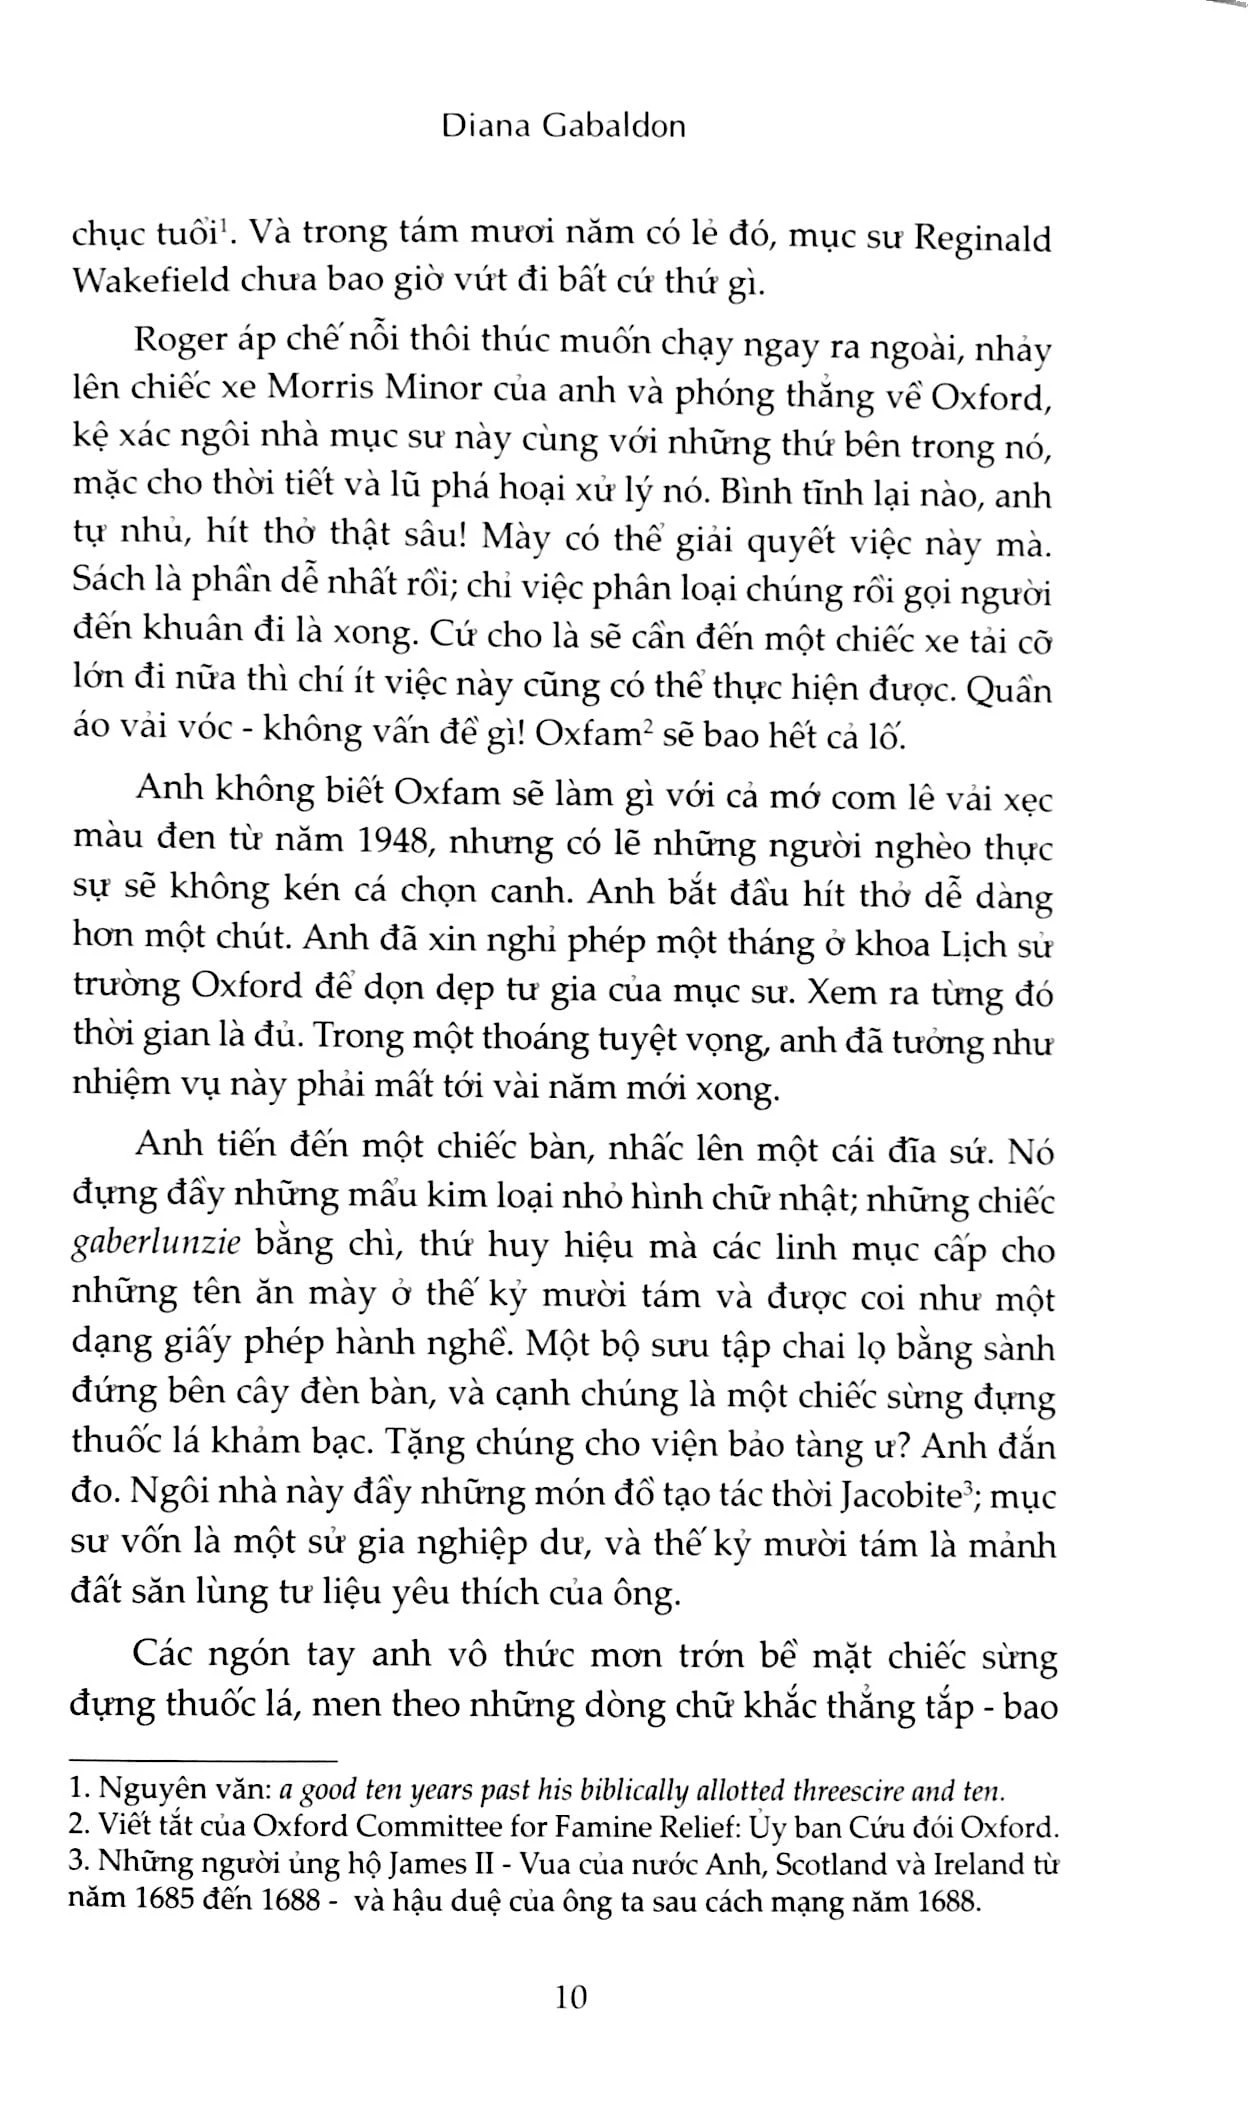 Diana Gabaldon
chục tuổi¹. Và trong tám mươi năm có lẻ đó, mục sư Reginald
Wakefield chưa bao giờ vứt đi bất cứ thứ gì.
Roger áp chế nỗi thôi thúc muốn chạy ngay ra ngoài, nhảy
lên chiếc xe Morris Minor của anh và phóng thẳng về Oxford,
kệ xác ngôi nhà mục sư này cùng với những thứ bên trong nó,
mặc cho thời tiết và lũ phá hoại xử lý nó. Bình tĩnh lại nào, anh
tự nhủ, hít thở thật sâu! Mày có thể giải quyết việc này mà.
Sách là phần dễ nhất rồi; chỉ việc phân loại chúng rồi gọi người
đến khuân đi là xong. Cứ cho là sẽ cần đến một chiếc xe tải cỡ
lớn đi nữa thì chí ít việc này cũng có thể thực hiện được. Quần
áo vải vóc - không vấn đề gì! Oxfam² sẽ bao hết cả lố.
Anh không biết Oxfam sẽ làm gì với cả mớ com lê vải xẹc
màu đen từ năm 1948, nhưng có lẽ những người nghèo thực
sự sẽ không kén cá chọn canh. Anh bắt đầu hít thở dễ dàng
hơn một chút. Anh đã xin nghỉ phép một tháng ở khoa Lịch sử
trường Oxford để dọn dẹp tư gia của mục sư. Xem ra từng đó
thời gian là đủ. Trong một thoáng tuyệt vọng, anh đã tưởng như
nhiệm vụ này phải mất tới vài năm mới xong.
Anh tiến đến một chiếc bàn, nhấc lên một cái đĩa sứ. Nó
đựng đầy những mẩu kim loại nhỏ hình chữ nhật; những chiếc
gaberlunzie bằng chì, thứ huy hiệu mà các linh mục cấp cho
những tên ăn mày ở thế kỷ mười tám và được coi như một
dạng giấy phép hành nghề. Một bộ sưu tập chai lọ bằng sành
đứng bên cây đèn bàn, và cạnh chúng là một chiếc sừng đựng
thuốc lá khảm bạc. Tặng chúng cho viện bảo tàng ư? Anh đắn
đo. Ngôi nhà này đầy những món đồ tạo tác thời Jacobite³; mục
sư vốn là một sử gia nghiệp dư, và thế kỷ mười tám là mảnh
đất săn lùng tư liệu yêu thích của ông.
Các ngón tay anh vô thức mơn trớn bề mặt chiếc sừng
đựng thuốc lá, men theo những dòng chữ khắc thẳng tắp - bao
1. Nguyên văn: a good ten years past his biblically allotted threescire and ten.
2. Viết tắt của Oxford Committee for Famine Relief: Ủy ban Cứu đói Oxford.
3. Những người ủng hộ James II - Vua của nước Anh, Scotland và Ireland từ
năm 1685 đến 1688 - và hậu duệ của ông ta sau cách mạng năm 1688.
10